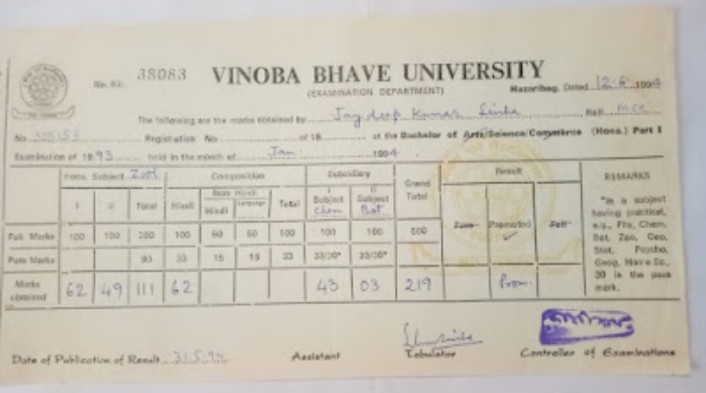 No. 03- 38083 VINOBA BHAVE UNIVERSITY
(EXAMINATION DEPARTMENT)
Hazaribag, Dated 12.6.1994
The following are the marks obtained by Jagdeep Kumar Sinha Roll MCC
No Registration No of 19 at the Bachelor of Arts/Science/Commerce (Hons.) Part I
Examination of 1993 held in the month of Jan 1994
Hons. Subject Zool Composition Subsidiary Grand Total Result REMARKS
I II Total Hindi Non Hindi Total I Subject Chem II Subject Bot
Hindi
Pass Promoted Fail
Full Marks 100 100 200 100 50 50 100 100 100 500
Pass Marks 90 33 15 15 33 33/30* 33/30*
Marks obtained 62 49 111 62 43 03 219 Prom.
*In a subject
having practical,
e.g., Phy, Chem,
Bot, Zoo, Geo,
Stat, Psycho,
Geog, Home Sc.,
30 is the pass
mark.
Date of Publication of Result 31.5.94 Assistant Tabulator Controller of Examinations